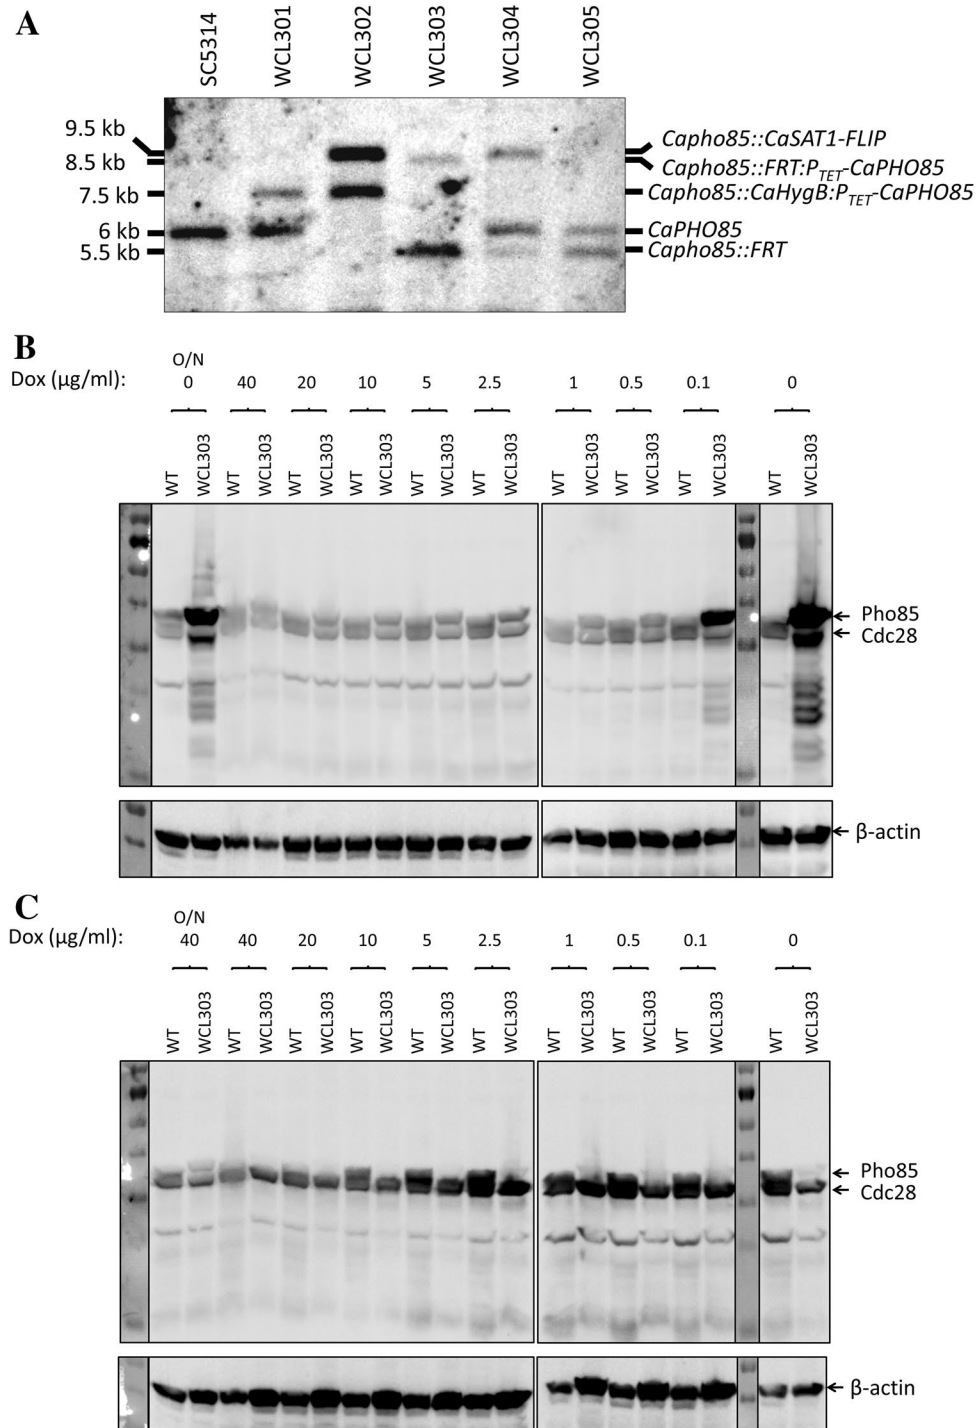 A
SC5314 WCL301 WCL302 WCL303 WCL304 WCL305
9.5 kb
8.5 kb
7.5 kb
6 kb
5.5 kb
Capho85::CaSAT1-FLIP
Capho85::FRT:PTET-CaPHO85
Capho85::CaHygB:PTET-CaPHO85
CaPHO85
Capho85::FRT
B
O/N
Dox (µg/ml): 0 40 20 10 5 2.5 1 0.5 0.1 0
WT WCL303 WT WCL303 WT WCL303 WT WCL303 WT WCL303 WT WCL303 WT WCL303 WT WCL303 WT WCL303 WT WCL303
Pho85
Cdc28
β-actin
C
O/N
Dox (µg/ml): 40 40 20 10 5 2.5 1 0.5 0.1 0
WT WCL303 WT WCL303 WT WCL303 WT WCL303 WT WCL303 WT WCL303 WT WCL303 WT WCL303 WT WCL303 WT WCL303
Pho85
Cdc28
β-actin